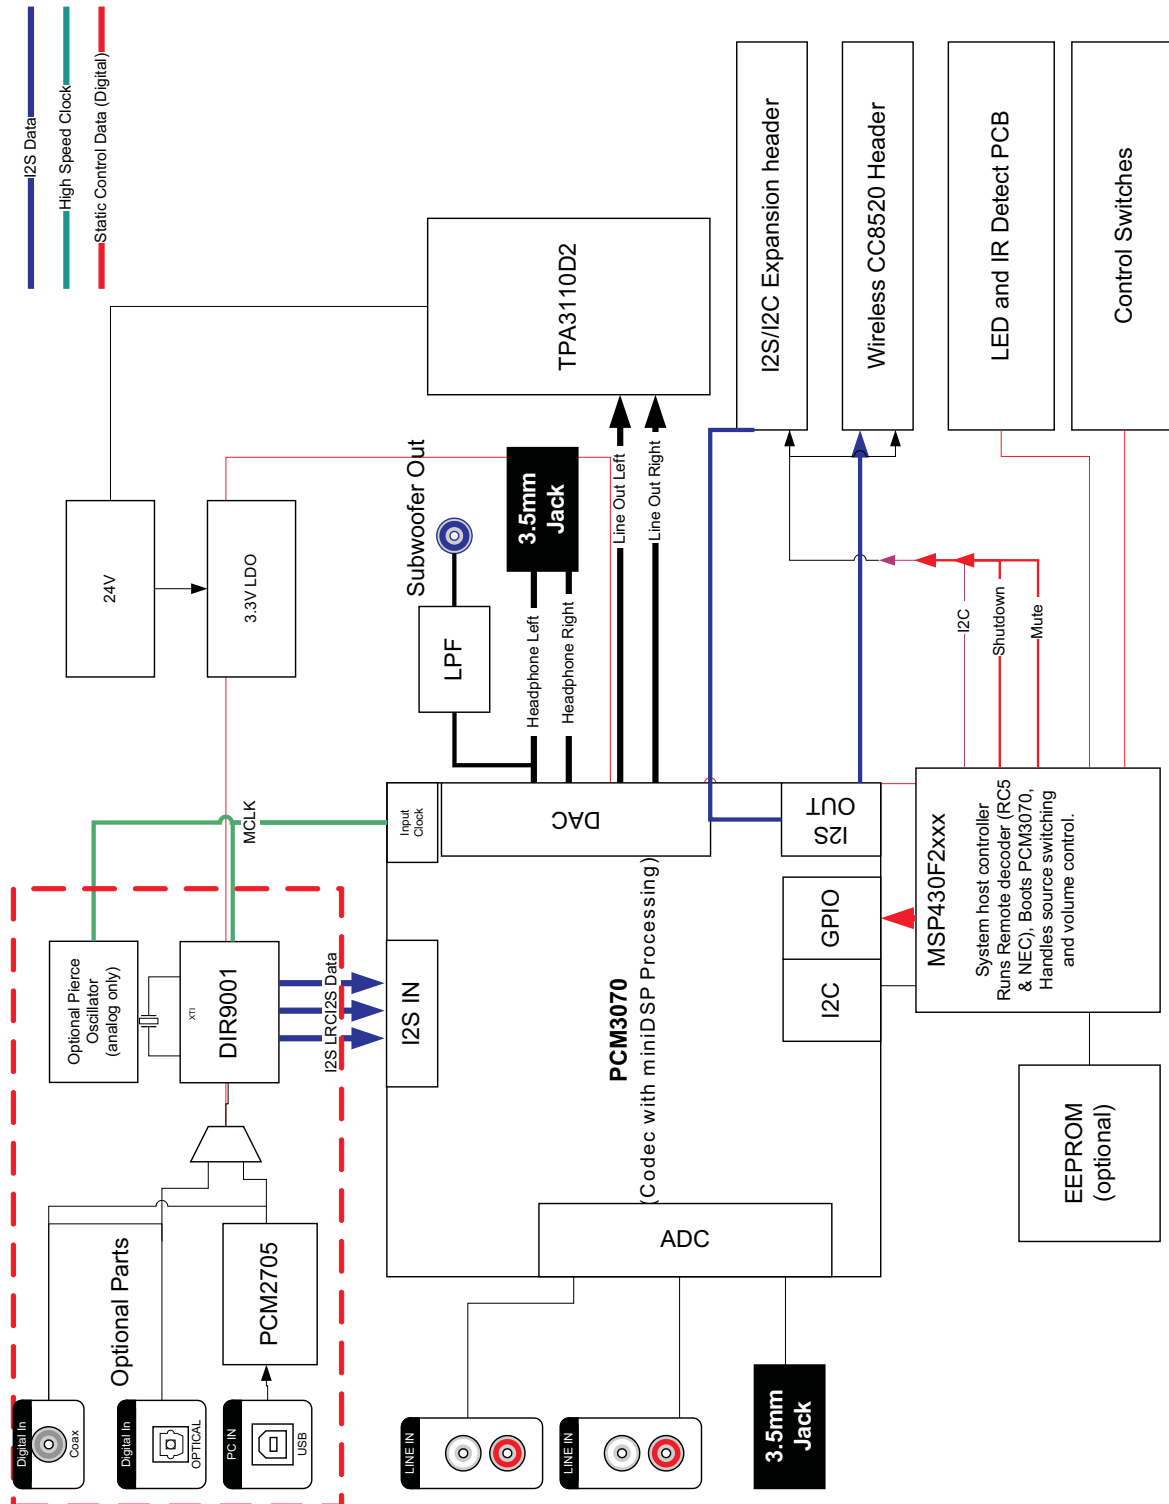 I2S Data
High Speed Clock
Static Control Data (Digital)
24V
3.3V LDO
TPA3110D2
I2S/I2C Expansion header
Wireless CC8520 Header
LED and IR Detect PCB
Control Switches
Subwoofer Out
LPF
3.5mm
Jack
Headphone Left
Headphone Right
Line Out Left
Line Out Right
I2C
Shutdown
Mute
MCLK
Input
Clock
DAC
I2S
OUT
GPIO
I2C
I2S IN
PCM3070
(Codec with miniDSP Processing)
ADC
MSP430F2xxx
System host controller
Runs Remote decoder (RC5
& NEC), Boots PCM3070,
Handles source switching
and volume control.
EEPROM
(optional)
Optional Pierce
Oscillator
(analog only)
XTI
DIR9001
I2S LRCI2S Data
Optional Parts
PCM2705
Digital In
Coax
Digital In
OPTICAL
PC IN
USB
LINE IN
LINE IN
3.5mm
Jack